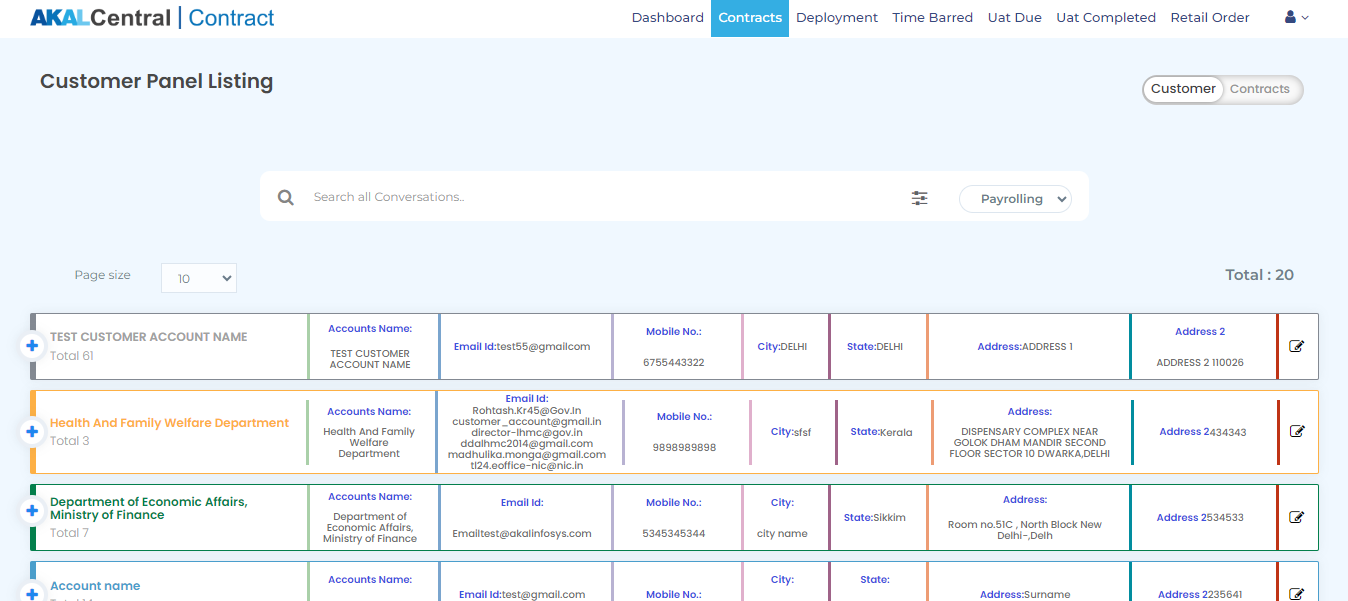 AKALCentral | Contract
Dashboard Contracts Deployment Time Barred Uat Due Uat Completed Retail Order
Customer Panel Listing
Customer Contracts
Search all Conversations..
Payrolling
Page size
10
Total : 20
TEST CUSTOMER ACCOUNT NAME
Total 61
Accounts Name:
TEST CUSTOMER
ACCOUNT NAME
Email Id:test55@gmailcom
Mobile No.:
6755443322
City:DELHI
State:DELHI
Address:ADDRESS 1
Address 2
ADDRESS 2 110026
Health And Family Welfare Department
Total 3
Accounts Name:
Health And Family
Welfare
Department
Email Id:
Rohtash.Kr45@Gov.In
customer_account@gmail.in
director-lhmc@gov.in
ddalhmc2014@gmail.com
madhulika.monga@gmail.com
tl24.eoffice-nic@nic.in
Mobile No.:
9898989898
City:sfsf
State:Kerala
Address:
DISPENSARY COMPLEX NEAR
GOLOK DHAM MANDIR SECOND
FLOOR SECTOR 10 DWARKA,DELHI
Address 2434343
Department of Economic Affairs,
Ministry of Finance
Total 7
Accounts Name:
Department of
Economic Affairs,
Ministry of Finance
Email Id:
Emailtest@akalinfosys.com
Mobile No.:
5345345344
City:
city name
State:Sikkim
Address:
Room no.51C , North Block New
Delhi-,Delh
Address 2534533
Account name
Accounts Name:
Email Id:test@gmail.com
Mobile No.:
City:
State:
Address:Surname
Address 2235641